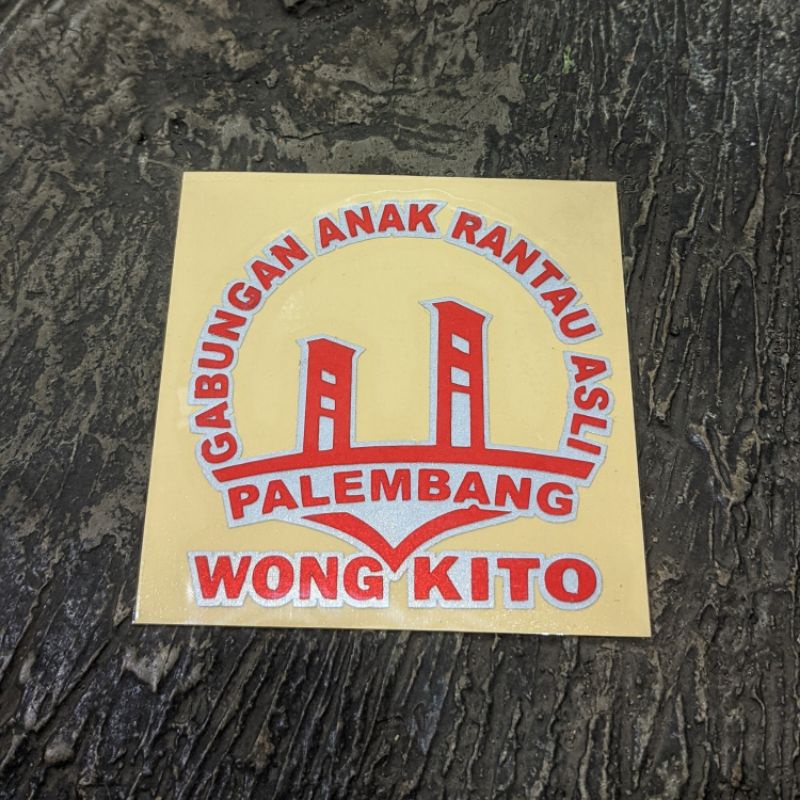 GABUNGAN ANAK RANTAU ASLI
PALEMBANG
WONG KITO